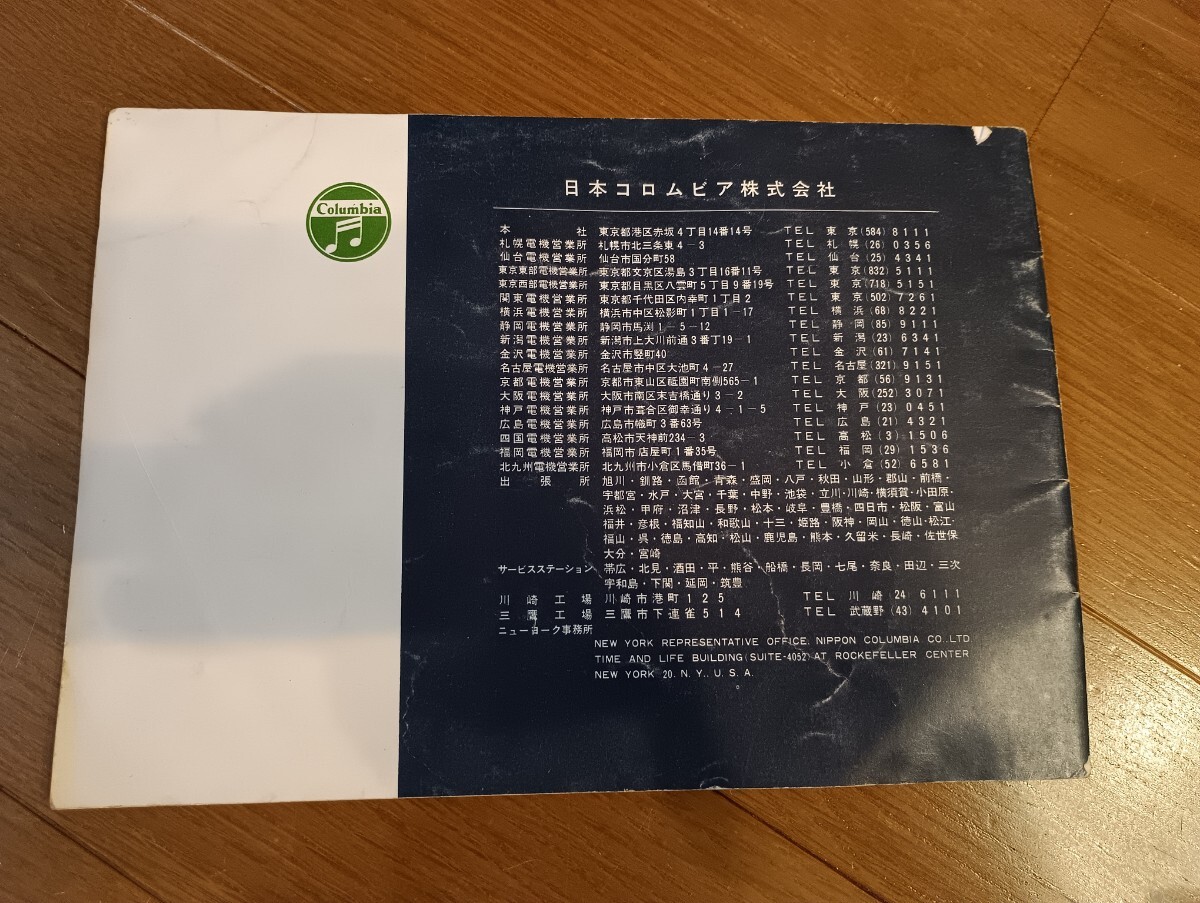 Columbia
日本コロムビア株式会社
本社 東京都港区赤坂4丁目14番14号 TEL 東京(584)8111
札幌電機営業所 札幌市北三条東4−3 TEL 札幌(26)0356
仙台電機営業所 仙台市国分町58 TEL 仙台(25)4341
東京東部電機営業所 東京都文京区湯島3丁目16番11号 TEL 東京(832)5111
東京西部電機営業所 東京都目黒区八雲町5丁目9番19号 TEL 東京(718)5151
関東電機営業所 東京都千代田区内幸町1丁目2 TEL 東京(502)7261
横浜電機営業所 横浜市中区松影町1丁目1−17 TEL 横浜(68)8221
静岡電機営業所 静岡市馬渕1−5−12 TEL 静岡(85)9111
新潟電機営業所 新潟市上大川前通3番丁19−1 TEL 新潟(23)6341
金沢電機営業所 金沢市竪町40 TEL 金沢(61)7141
名古屋電機営業所 名古屋市中区大池町4−27 TEL 名古屋(321)9151
京都電機営業所 京都市東山区祗園町南側565−1 TEL 京都(56)9131
大阪電機営業所 大阪市南区末吉橋通り3−2 TEL 大阪(252)3071
神戸電機営業所 神戸市葺合区御幸通り4−1−5 TEL 神戸(23)0451
広島電機営業所 広島市幟町3番63号 TEL 広島(21)4321
四国電機営業所 高松市天神前234−3 TEL 高松(3)1506
福岡電機営業所 福岡市店屋町1番35号 TEL 福岡(29)1536
北九州電機営業所 北九州市小倉区馬借町36−1 TEL 小倉(52)6581
出張所 旭川・釧路・函館・青森・盛岡・八戸・秋田・山形・郡山・前橋・
宇都宮・水戸・大宮・千葉・中野・池袋・立川・川崎・横須賀・小田原・
浜松・甲府・沼津・長野・松本・岐阜・豊橋・四日市・松阪・富山
福井・彦根・福知山・和歌山・十三・姫路・阪神・岡山・徳山・松江・
福山・呉・徳島・高知・松山・鹿児島・熊本・久留米・長崎・佐世保
大分・宮崎
サービスステーション 帯広・北見・酒田・平・熊谷・船橋・長岡・七尾・奈良・田辺・三次
宇和島・下関・延岡・筑豊
川崎工場 川崎市港町125 TEL 川崎 24 6111
三鷹工場 三鷹市下連雀514 TEL 武蔵野(43)4101
ニューヨーク事務所
NEW YORK REPRESENTATIVE OFFICE. NIPPON COLUMBIA CO.,LTD
TIME AND LIFE BUILDING(SUITE-4052) AT ROCKEFELLER CENTER
NEW YORK 20. N. Y., U. S. A.